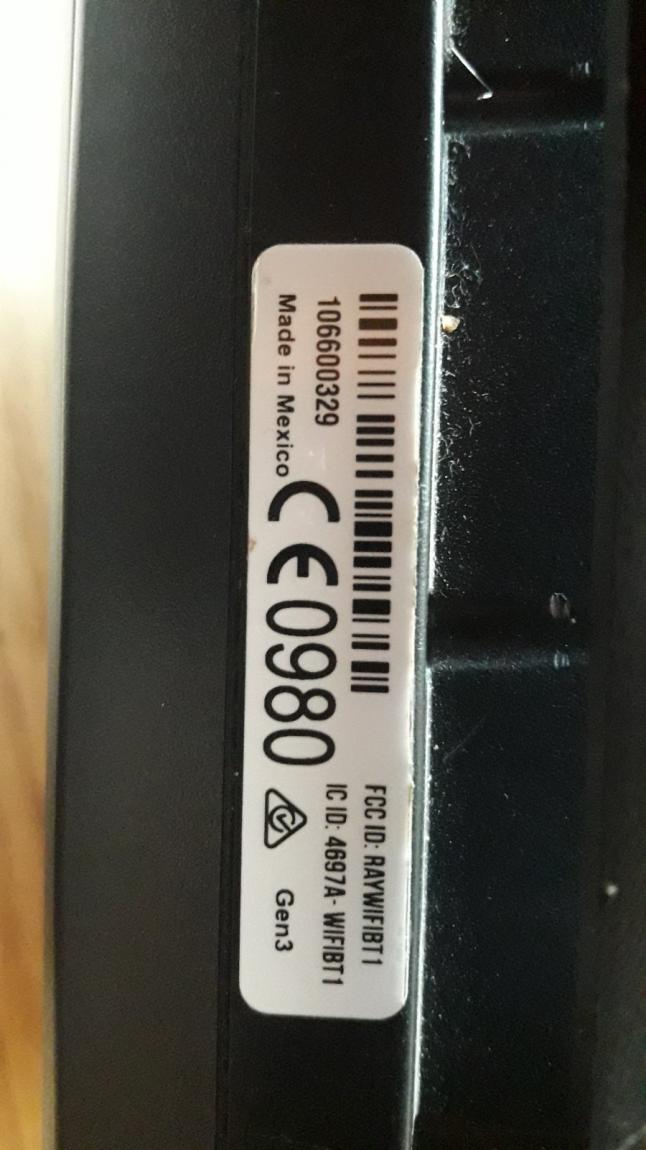 106600329
Made in Mexico
CE0980
FCC ID: RAYWIFIBT1
IC ID: 4697A- WIFIBT1
Gen3